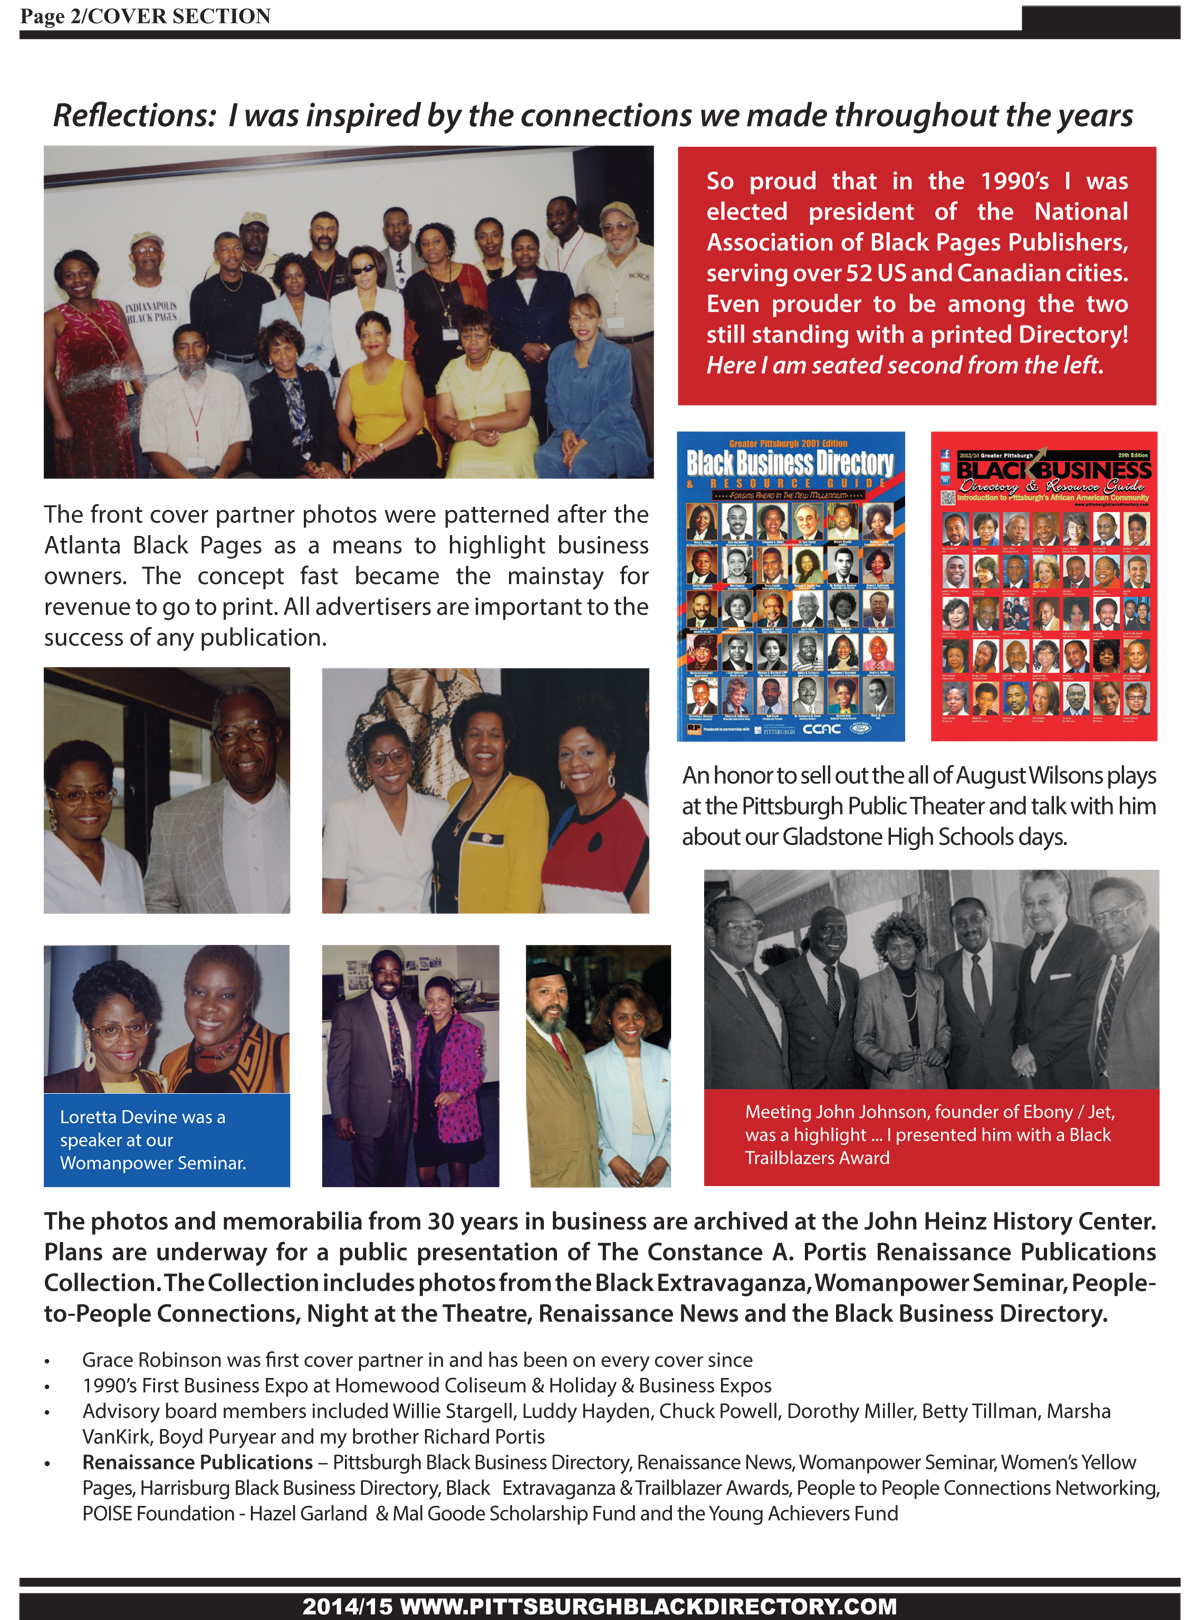 Page 2/COVER SECTION
Reflections:  I was inspired by the connections we made throughout the years
INDIANAPOLIS
BLACK PAGES
BLACK
So proud that in the 1990's I was
elected president of the National
Association of Black Pages Publishers,
serving over 52 US and Canadian cities.
Even prouder to be among the two
still standing with a printed Directory!
Here I am seated second from the left.
The front cover partner photos were patterned after the
Atlanta Black Pages as a means to highlight business
owners. The concept fast became the mainstay for
revenue to go to print. All advertisers are important to the
success of any publication.
Greater Pittsburgh 2001 Edition
Black Business Directory
& RESOURCE GUIDE
Forging Ahead In The New Millennium
Produced in partnership with
PITTSBURGH
CCAC
Ford
2013/14 Greater Pittsburgh
29th Edition
BLACK BUSINESS
Directory & Resource Guide
Introduction to Pittsburgh's African American Community
www.pittsburghblackdirectory.com
An honor to sell out the all of August Wilsons plays
at the Pittsburgh Public Theater and talk with him
about our Gladstone High Schools days.
Loretta Devine was a
speaker at our
Womanpower Seminar.
Meeting John Johnson, founder of Ebony / Jet,
was a highlight ... I presented him with a Black
Trailblazers Award
The photos and memorabilia from 30 years in business are archived at the John Heinz History Center.
Plans are underway for a public presentation of The Constance A. Portis Renaissance Publications
Collection. The Collection includes photos from the Black Extravaganza, Womanpower Seminar, People-
to-People Connections, Night at the Theatre, Renaissance News and the Black Business Directory.
• Grace Robinson was first cover partner in and has been on every cover since
• 1990's First Business Expo at Homewood Coliseum & Holiday & Business Expos
• Advisory board members included Willie Stargell, Luddy Hayden, Chuck Powell, Dorothy Miller, Betty Tillman, Marsha
VanKirk, Boyd Puryear and my brother Richard Portis
• Renaissance Publications – Pittsburgh Black Business Directory, Renaissance News, Womanpower Seminar, Women's Yellow
Pages, Harrisburg Black Business Directory, Black  Extravaganza & Trailblazer Awards, People to People Connections Networking,
POISE Foundation - Hazel Garland  & Mal Goode Scholarship Fund and the Young Achievers Fund
2014/15 WWW.PITTSBURGHBLACKDIRECTORY.COM